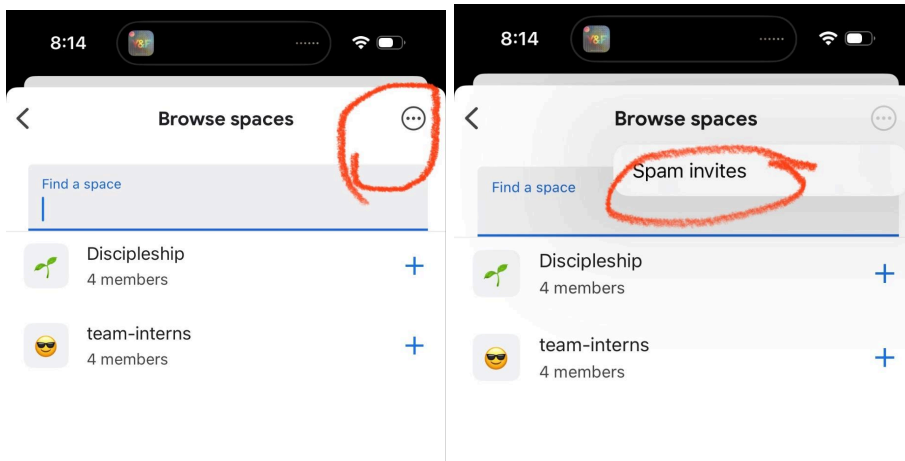 8:14
Browse spaces
Find a space
Discipleship
4 members
team-interns
4 members
8:14
Browse spaces
Spam invites
Find a space
Discipleship
4 members
team-interns
4 members